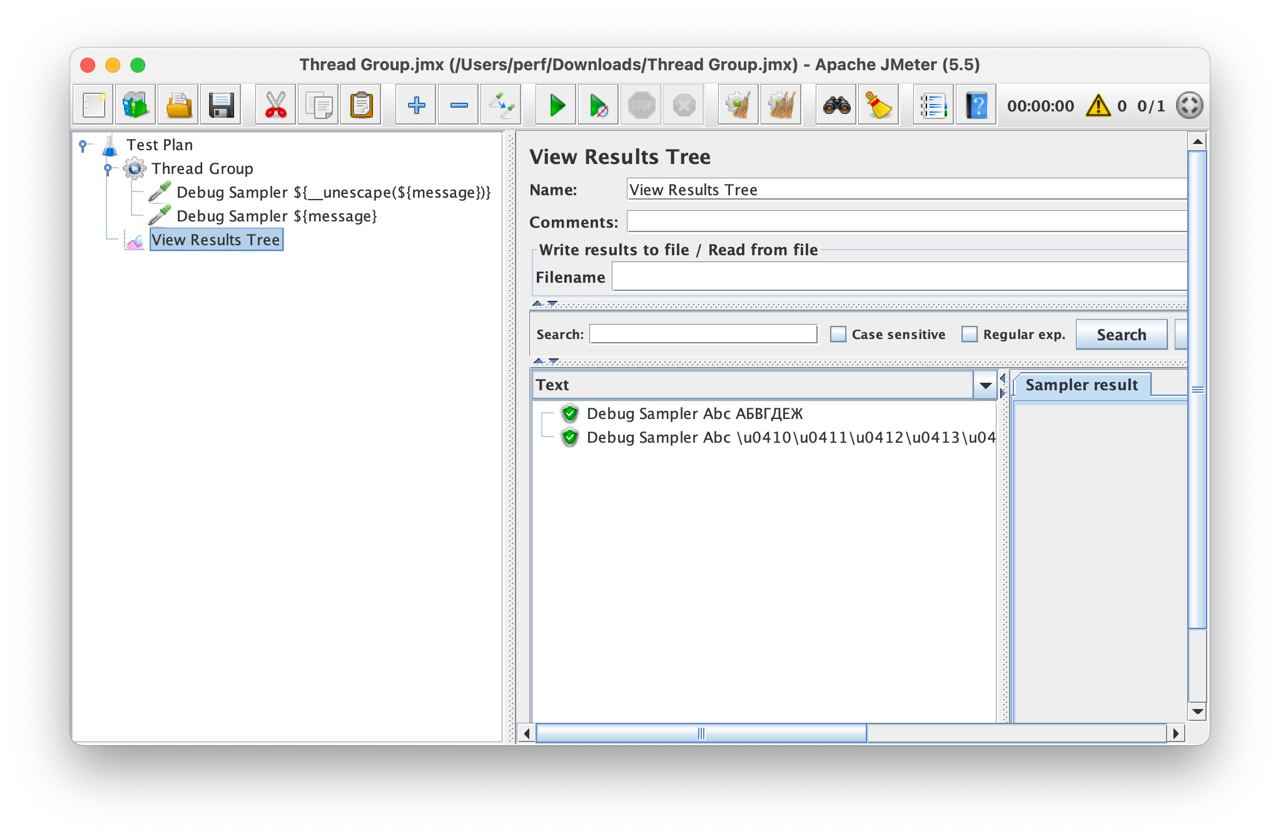 Thread Group.jmx (/Users/perf/Downloads/Thread Group.jmx) - Apache JMeter (5.5)
STOP
00:00:00 0 0/1
Test Plan
Thread Group
Debug Sampler ${__unescape(${message})}
Debug Sampler ${message}
View Results Tree
View Results Tree
Name: View Results Tree
Comments:
Write results to file / Read from file
Filename
Search: Case sensitive Regular exp. Search
Text
Sampler result
Debug Sampler Abc АБВГДЕЖ
Debug Sampler Abc \u0410\u0411\u0412\u0413\u04